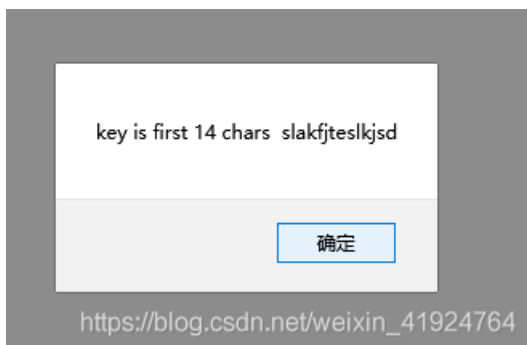 key is first 14 chars  slakfjteslkjsd
确定
https://blog.csdn.net/weixin_41924764